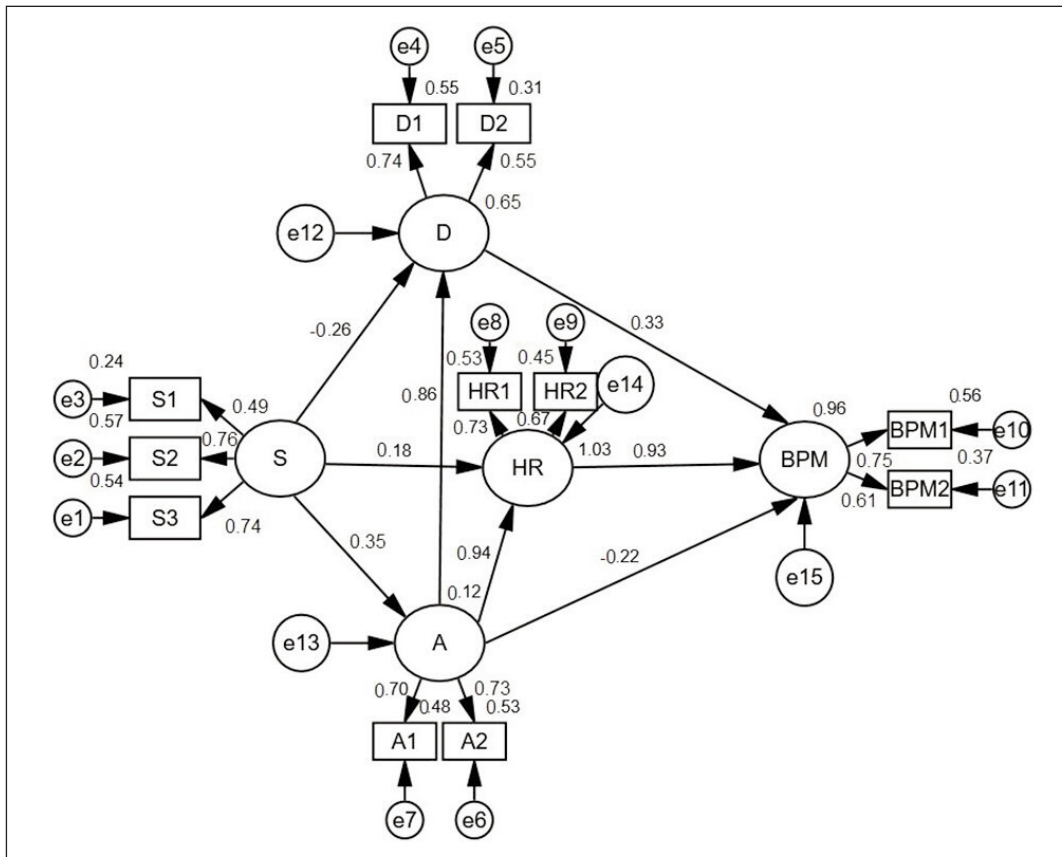 e4 e5
0.55 0.31
D1 D2
0.74 0.55
0.65
e12 D
-0.26 0.33
e8 e9
0.53 0.45
e14
HR1 HR2
0.24
e3 S1
0.57 0.49
0.86
0.73 0.67
0.96 0.56
BPM1 e10
e2 S2 0.76 S
0.18 HR 1.03 0.93 BPM
0.75 0.37
0.54
BPM2 e11
0.61
e1 S3 0.74
0.35 0.94 -0.22
0.12 e15
e13 A
0.70 0.73
0.48 0.53
A1 A2
e7 e6